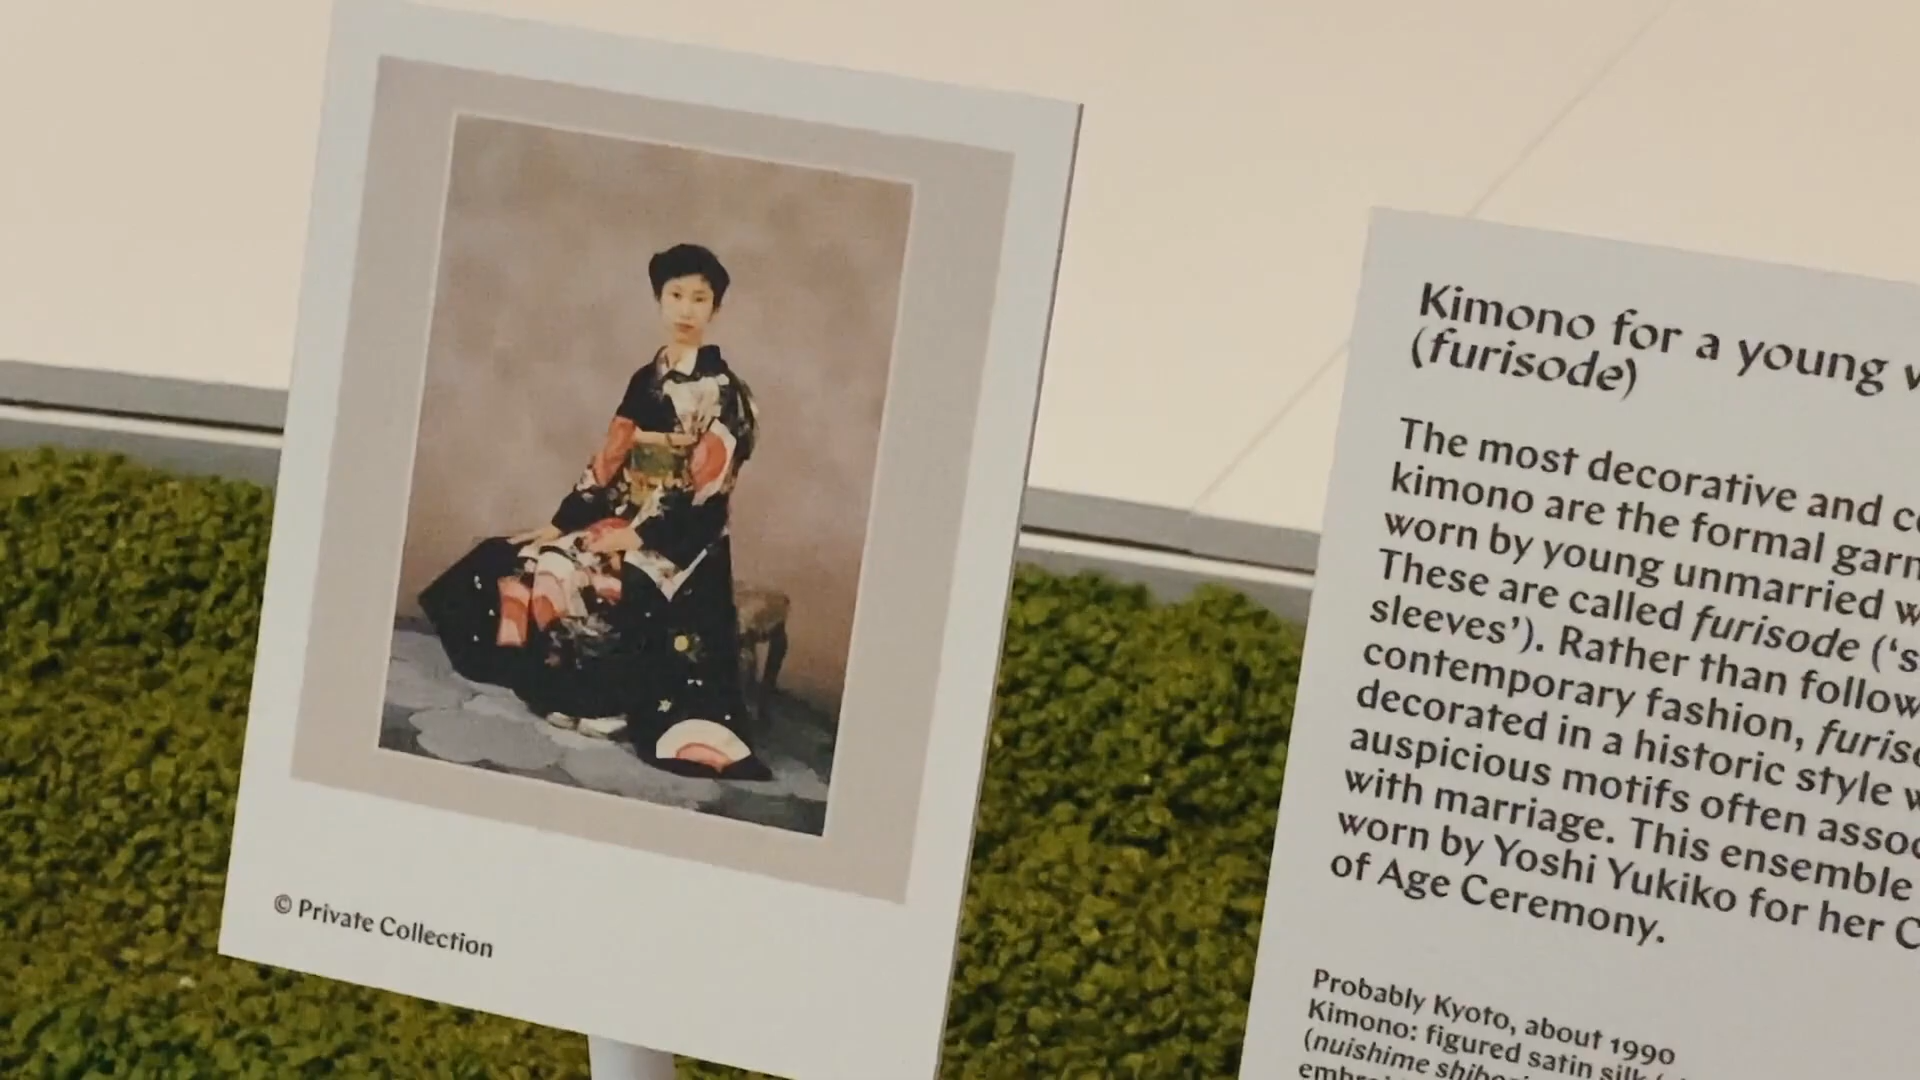 © Private Collection
Kimono for a young
(furisode)
The most decorative and
kimono are the formal
worn by young unmarried
These are called furisode (‘s
sleeves’). Rather than follow
contemporary fashion,
decorated in a historic style
auspicious motifs often
with marriage. This ensemble
worn by Yoshi Yukiko for her
of Age Ceremony.
Probably Kyoto, about 1990
Kimono: figured satin silk
(nuishime